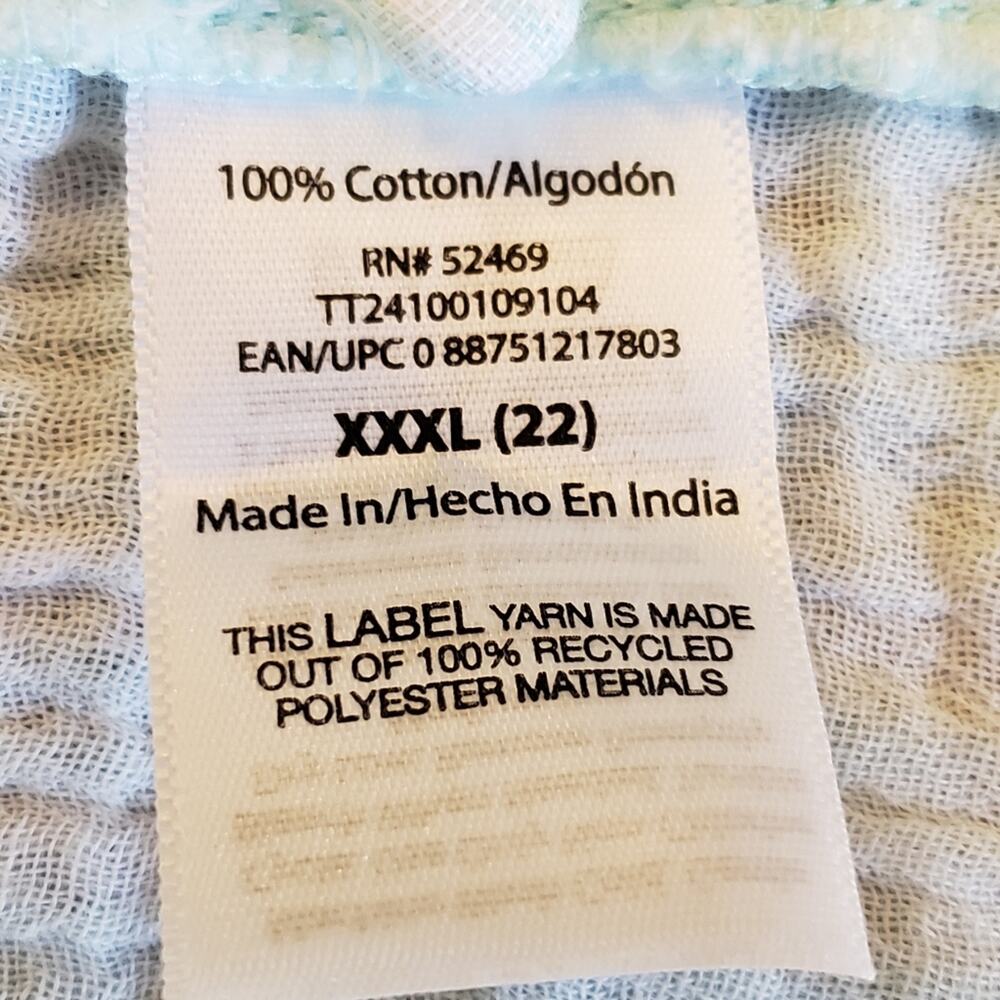 100% Cotton/Algodón
RN# 52469
TT24100109104
EAN/UPC 0 88751217803
XXXL (22)
Made In/Hecho En India
THIS LABEL YARN IS MADE
OUT OF 100% RECYCLED
POLYESTER MATERIALS